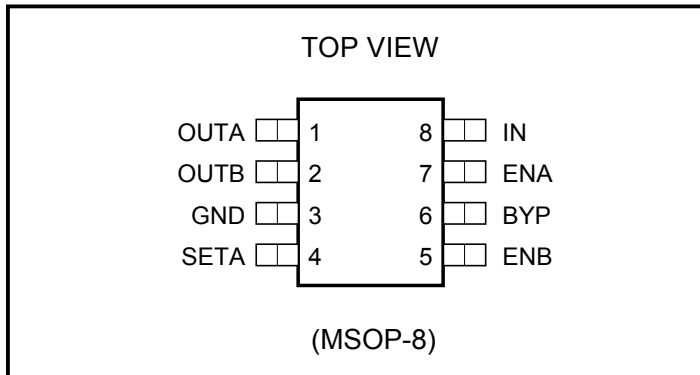 TOP VIEW
OUTA 1 8 IN
OUTB 2 7 ENA
GND 3 6 BYP
SETA 4 5 ENB
(MSOP-8)